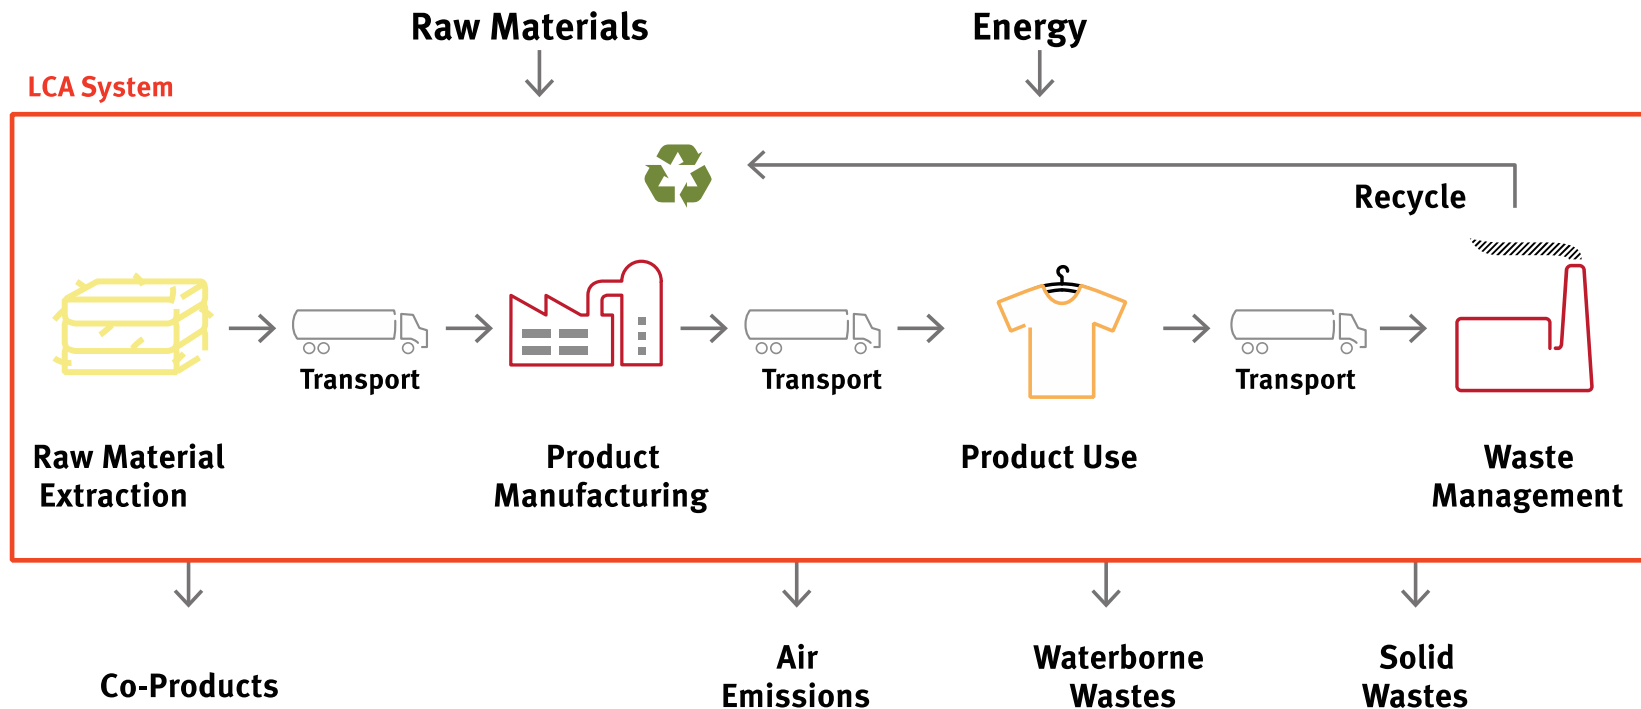 Raw Materials
Energy
LCA System
Recycle
Transport
Transport
Transport
Raw Material
Extraction
Product
Manufacturing
Product Use
Waste
Management
Co-Products
Air
Emissions
Waterborne
Wastes
Solid
Wastes